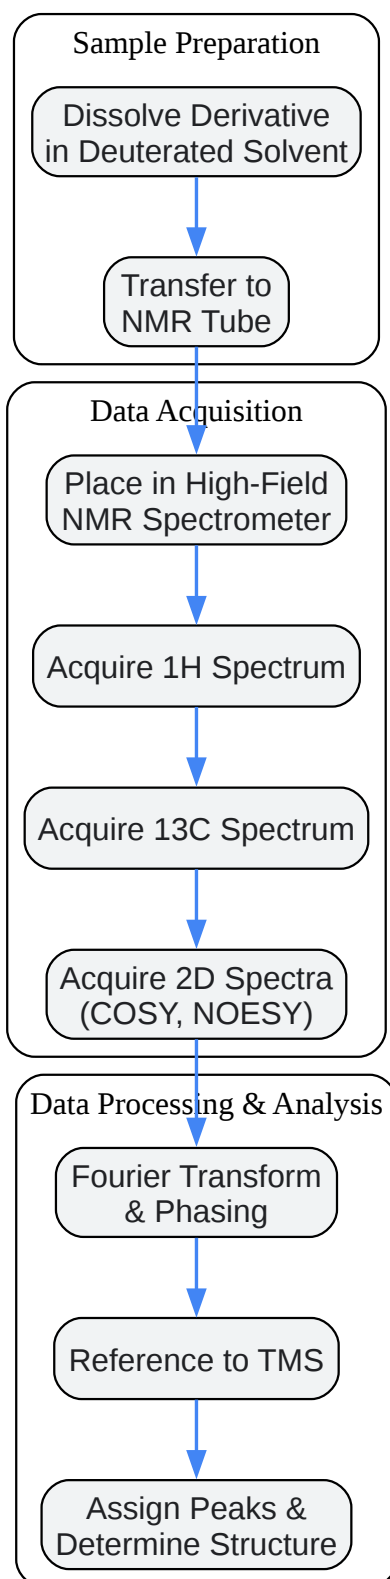 Sample Preparation
Dissolve Derivative
in Deuterated Solvent
Transfer to
NMR Tube
Data Acquisition
Place in High-Field
NMR Spectrometer
Acquire 1H Spectrum
Acquire 13C Spectrum
Acquire 2D Spectra
(COSY, NOESY)
Data Processing & Analysis
Fourier Transform
& Phasing
Reference to TMS
Assign Peaks &
Determine Structure